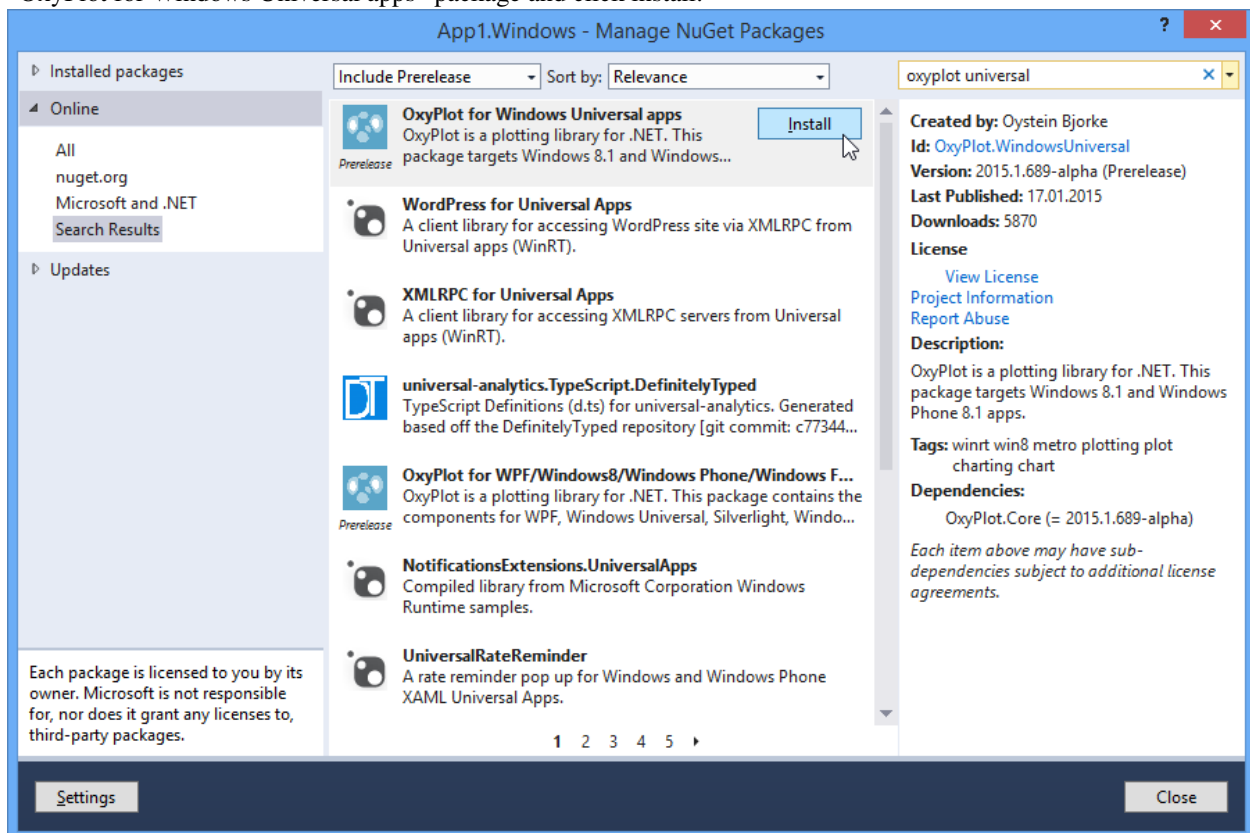 "OxyPlot for Windows Universal apps" package and click install.
App1.Windows - Manage NuGet Packages
?
×
Installed packages
Online
All
nuget.org
Microsoft and .NET
Search Results
Updates
Each package is licensed to you by its
owner. Microsoft is not responsible
for, nor does it grant any licenses to,
third-party packages.
Include Prerelease
Sort by: Relevance
OxyPlot for Windows Universal apps
OxyPlot is a plotting library for .NET. This
package targets Windows 8.1 and Windows...
Prerelease
Install
WordPress for Universal Apps
A client library for accessing WordPress site via XMLRPC from
Universal apps (WinRT).
XMLRPC for Universal Apps
A client library for accessing XMLRPC servers from Universal
apps (WinRT).
DT
universal-analytics.TypeScript.DefinitelyTyped
TypeScript Definitions (d.ts) for universal-analytics. Generated
based off the DefinitelyTyped repository [git commit: c77344...
OxyPlot for WPF/Windows8/Windows Phone/Windows F...
OxyPlot is a plotting library for .NET. This package contains the
components for WPF, Windows Universal, Silverlight, Windo...
Prerelease
NotificationsExtensions.UniversalApps
Compiled library from Microsoft Corporation Windows
Runtime samples.
UniversalRateReminder
A rate reminder pop up for Windows and Windows Phone
XAML Universal Apps.
1 2 3 4 5
oxyplot universal
×
Created by: Oystein Bjorke
Id: OxyPlot.WindowsUniversal
Version: 2015.1.689-alpha (Prerelease)
Last Published: 17.01.2015
Downloads: 5870
License
View License
Project Information
Report Abuse
Description:
OxyPlot is a plotting library for .NET. This
package targets Windows 8.1 and Windows
Phone 8.1 apps.
Tags: winrt win8 metro plotting plot
charting chart
Dependencies:
OxyPlot.Core (= 2015.1.689-alpha)
Each item above may have sub-
dependencies subject to additional license
agreements.
Settings
Close